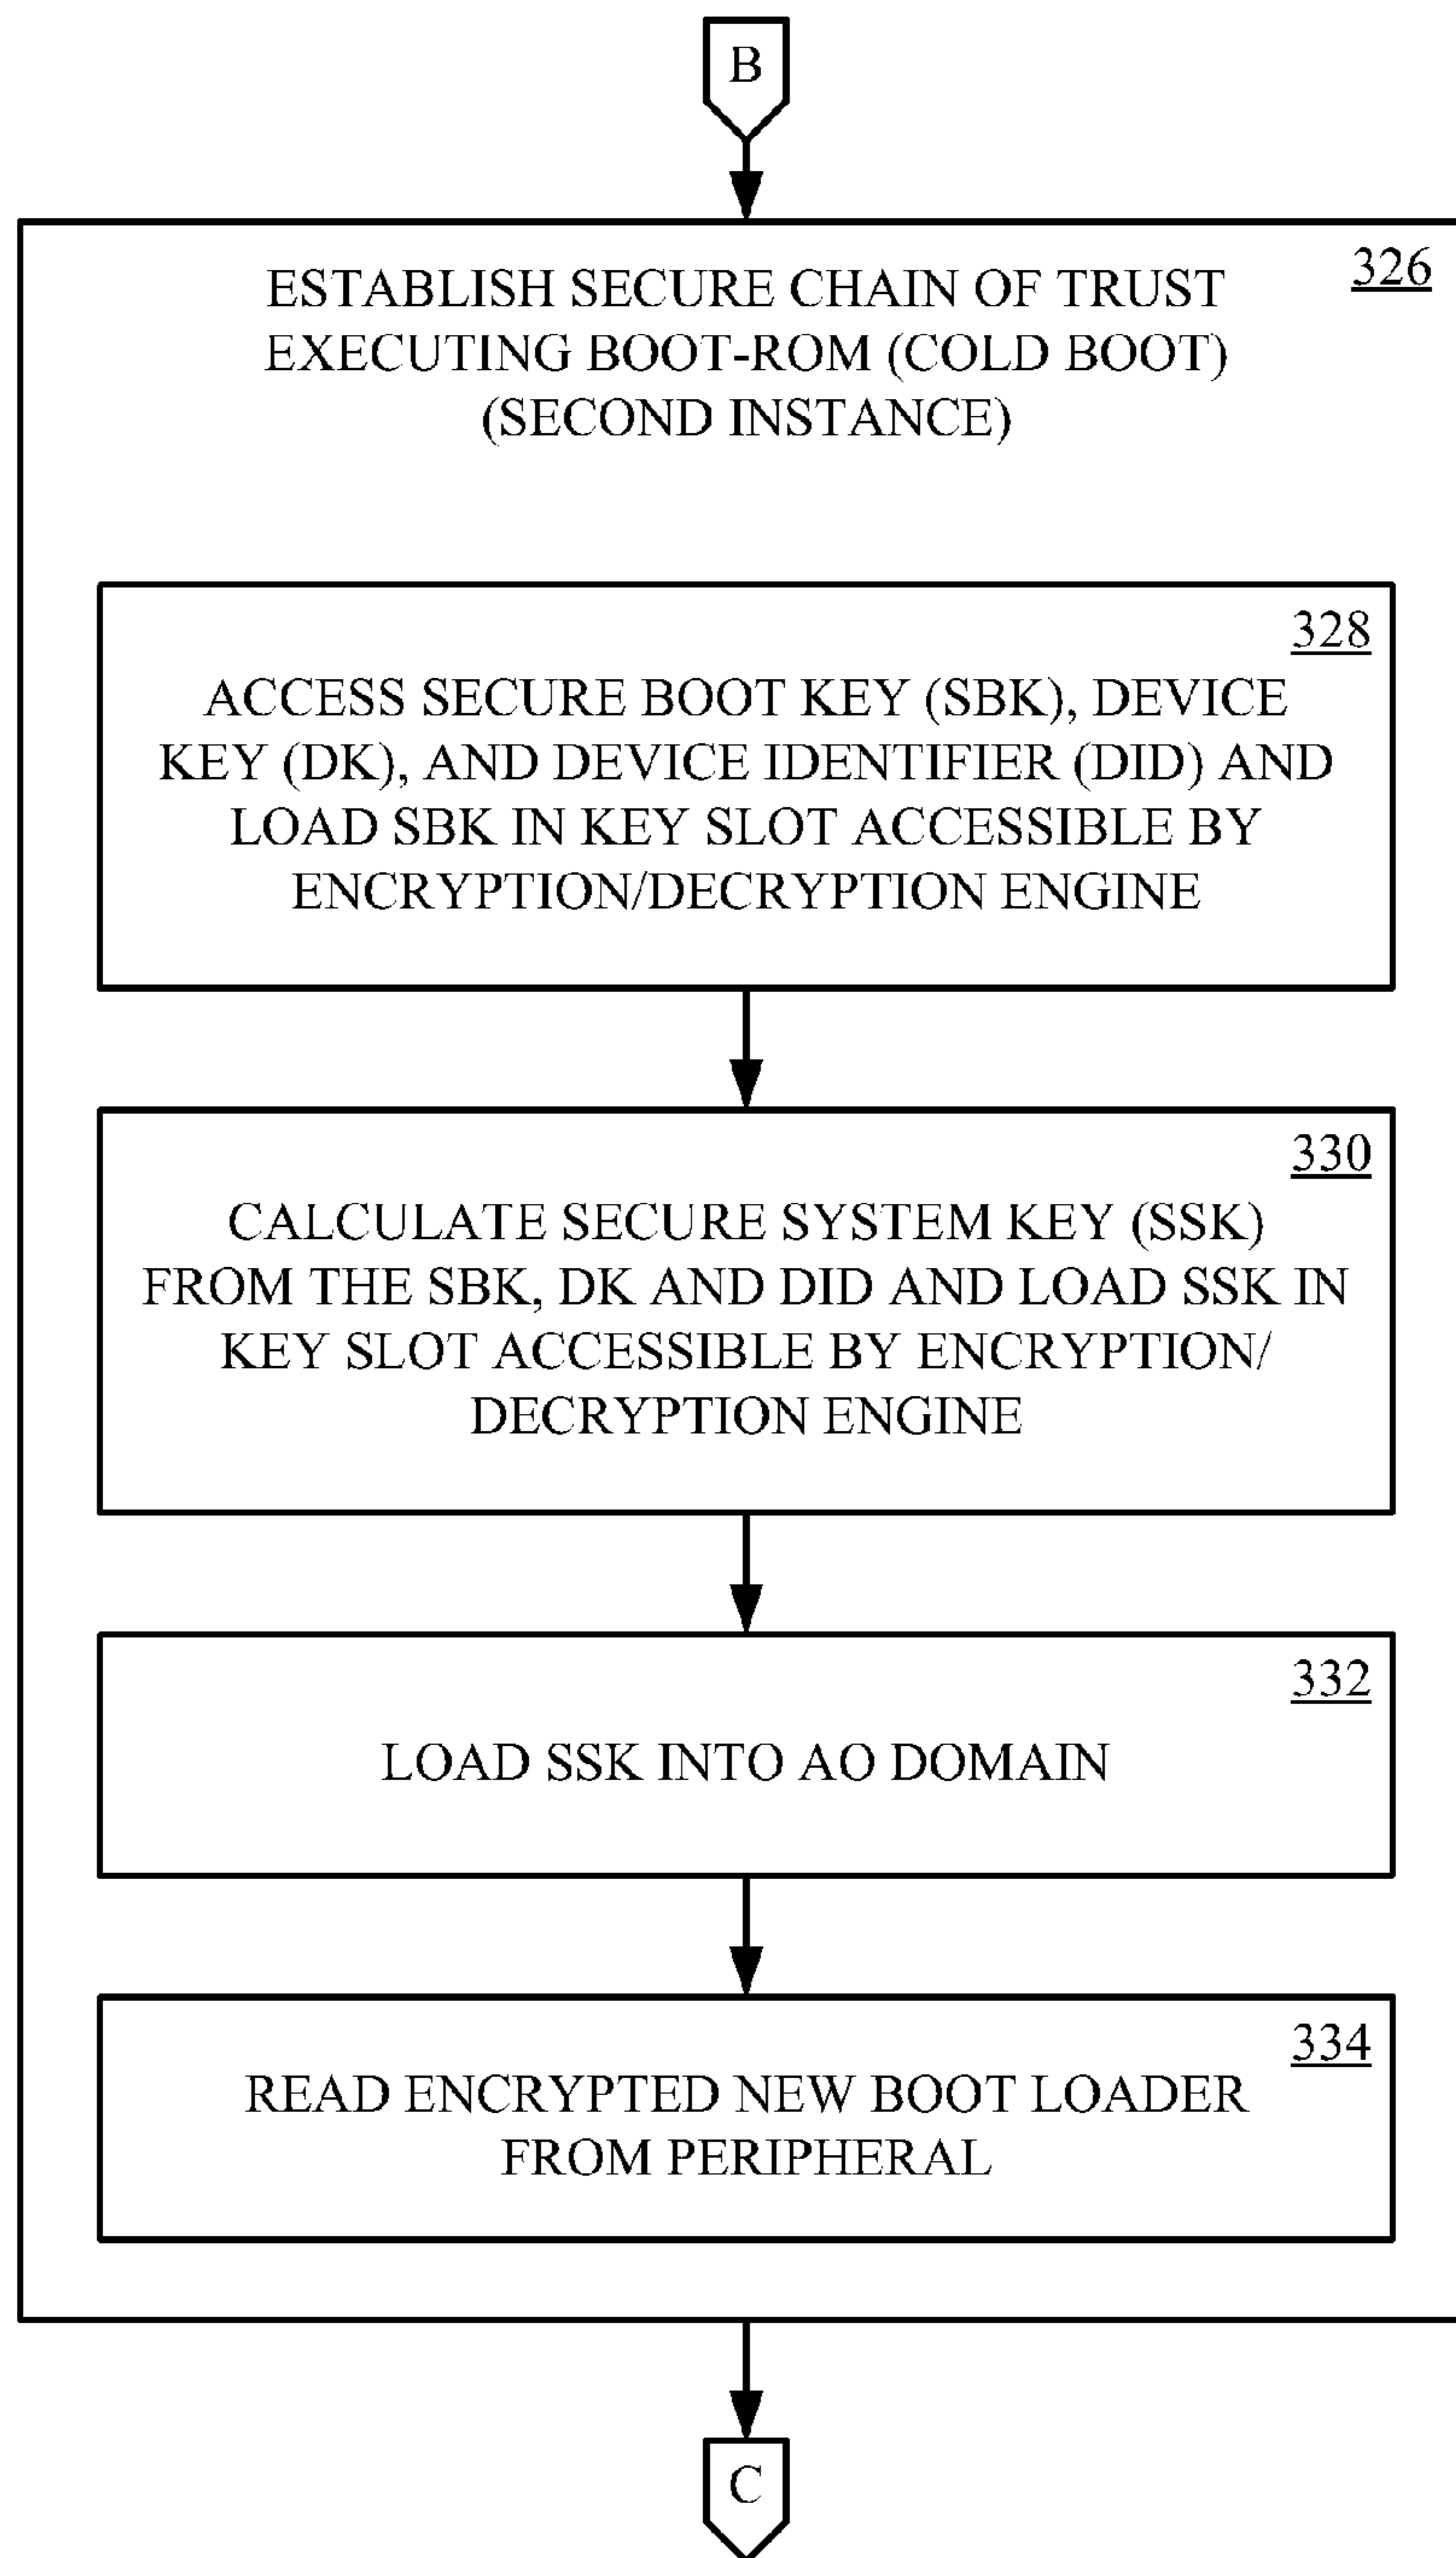 B
326
ESTABLISH SECURE CHAIN OF TRUST
EXECUTING BOOT-ROM (COLD BOOT)
(SECOND INSTANCE)
328
ACCESS SECURE BOOT KEY (SBK), DEVICE
KEY (DK), AND DEVICE IDENTIFIER (DID) AND
LOAD SBK IN KEY SLOT ACCESSIBLE BY
ENCRYPTION/DECRYPTION ENGINE
330
CALCULATE SECURE SYSTEM KEY (SSK)
FROM THE SBK, DK AND DID AND LOAD SSK IN
KEY SLOT ACCESSIBLE BY ENCRYPTION/
DECRYPTION ENGINE
332
LOAD SSK INTO AO DOMAIN
334
READ ENCRYPTED NEW BOOT LOADER
FROM PERIPHERAL
C